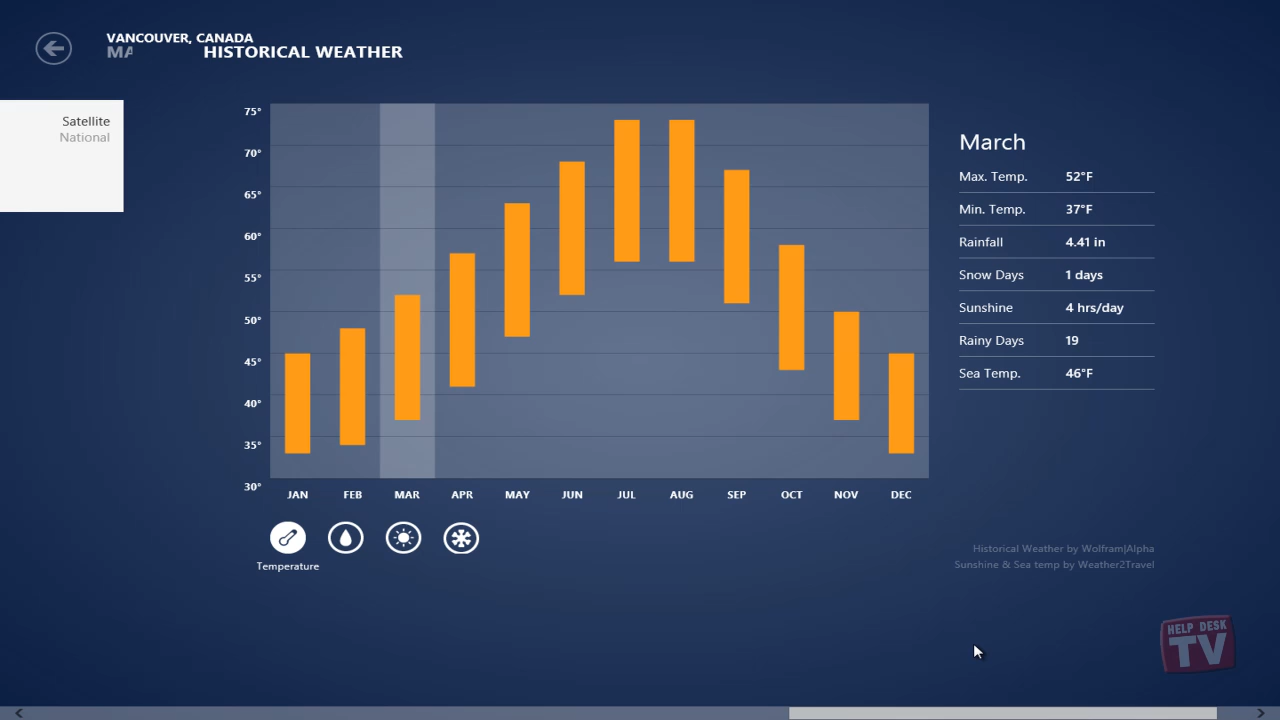 VANCOUVER, CANADA
MA HISTORICAL WEATHER
Satellite
National
75°
70°
65°
60°
55°
50°
45°
40°
35°
30°
JAN FEB MAR APR MAY JUN JUL AUG SEP OCT NOV DEC
Temperature
March
Max. Temp. 52°F
Min. Temp. 37°F
Rainfall 4.41 in
Snow Days 1 days
Sunshine 4 hrs/day
Rainy Days 19
Sea Temp. 46°F
Historical Weather by Wolfram|Alpha
Sunshine & Sea temp by Weather2Travel
HELP DESK
TV